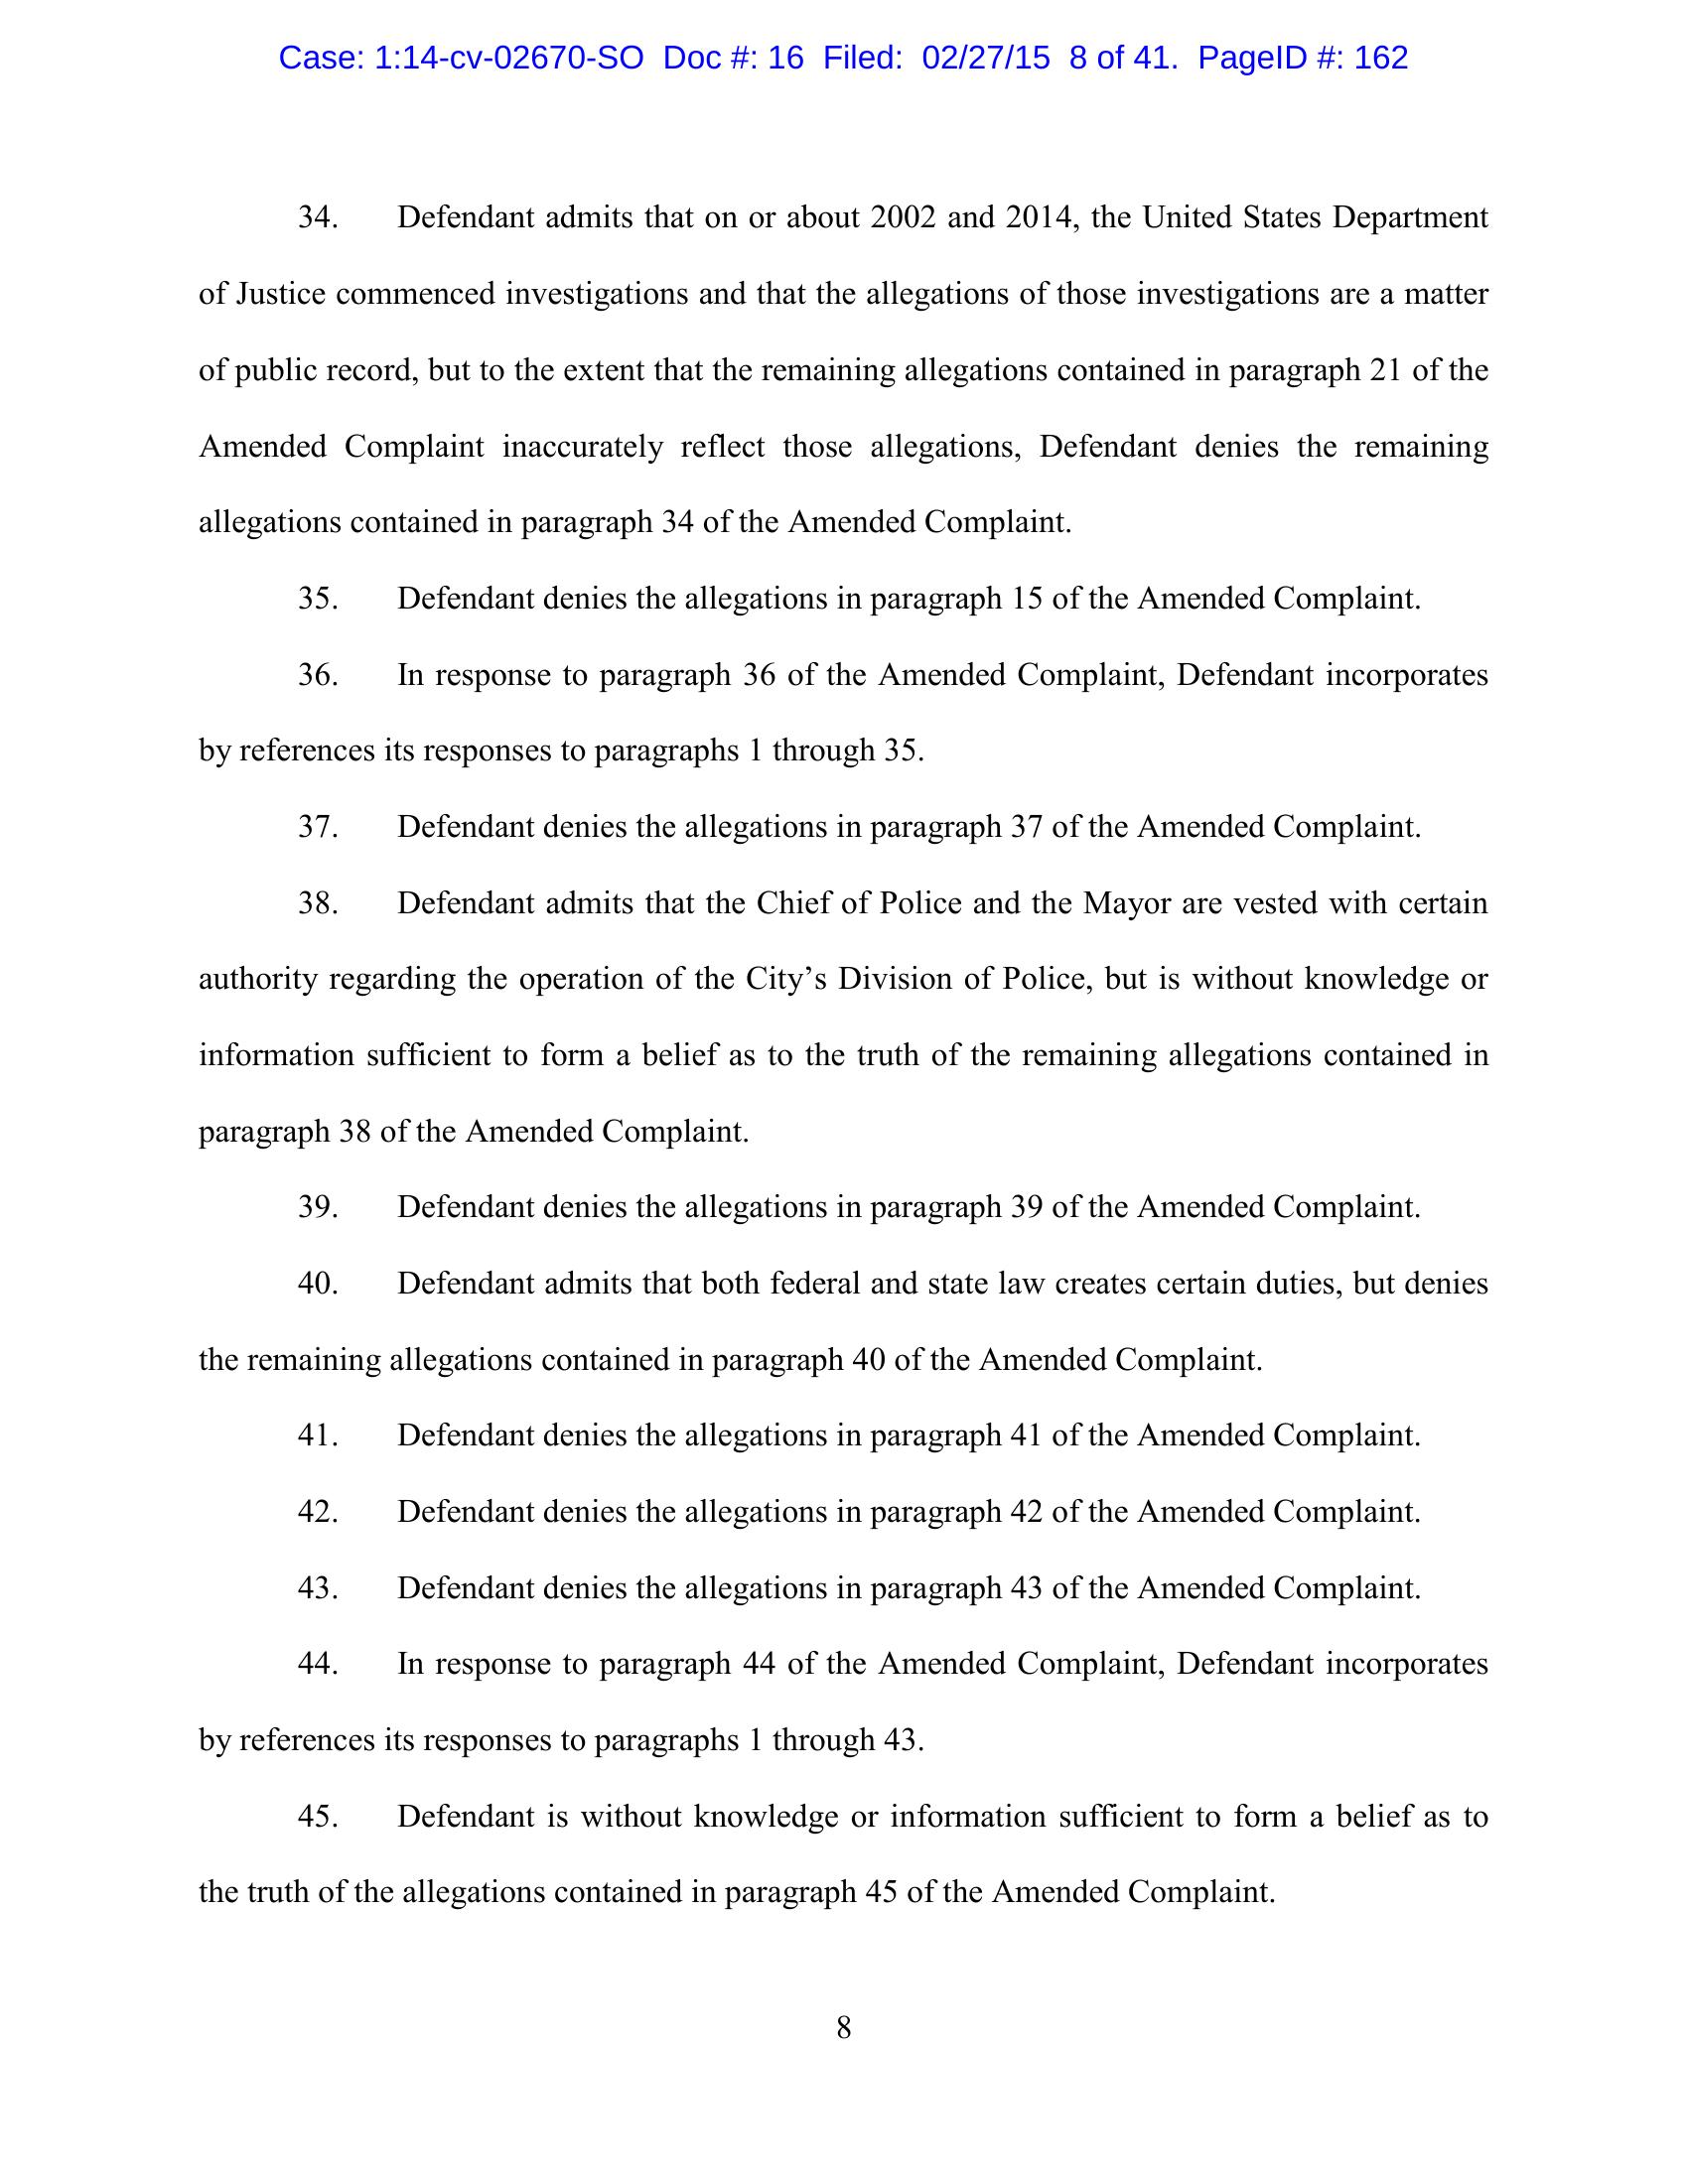 Case: 1:14-cv-02670-SO Doc #: 16 Filed: 02/27/15 8 of 41. PageID #: 162
34. Defendant admits that on or about 2002 and 2014, the United States Department
of Justice commenced investigations and that the allegations of those investigations are a matter
of public record, but to the extent that the remaining allegations contained in paragraph 21 of the
Amended Complaint inaccurately reflect those allegations, Defendant denies the remaining
allegations contained in paragraph 34 of the Amended Complaint.
35. Defendant denies the allegations in paragraph 15 of the Amended Complaint.
36. In response to paragraph 36 of the Amended Complaint, Defendant incorporates
by references its responses to paragraphs 1 through 35.
37. Defendant denies the allegations in paragraph 37 of the Amended Complaint.
38. Defendant admits that the Chief of Police and the Mayor are vested with certain
authority regarding the operation of the City’s Division of Police, but is without knowledge or
information sufficient to form a belief as to the truth of the remaining allegations contained in
paragraph 38 of the Amended Complaint.
39. Defendant denies the allegations in paragraph 39 of the Amended Complaint.
40. Defendant admits that both federal and state law creates certain duties, but denies
the remaining allegations contained in paragraph 40 of the Amended Complaint.
41. Defendant denies the allegations in paragraph 41 of the Amended Complaint.
42. Defendant denies the allegations in paragraph 42 of the Amended Complaint.
43. Defendant denies the allegations in paragraph 43 of the Amended Complaint.
44. In response to paragraph 44 of the Amended Complaint, Defendant incorporates
by references its responses to paragraphs 1 through 43.
45. Defendant is without knowledge or information sufficient to form a belief as to
the truth of the allegations contained in paragraph 45 of the Amended Complaint.
8